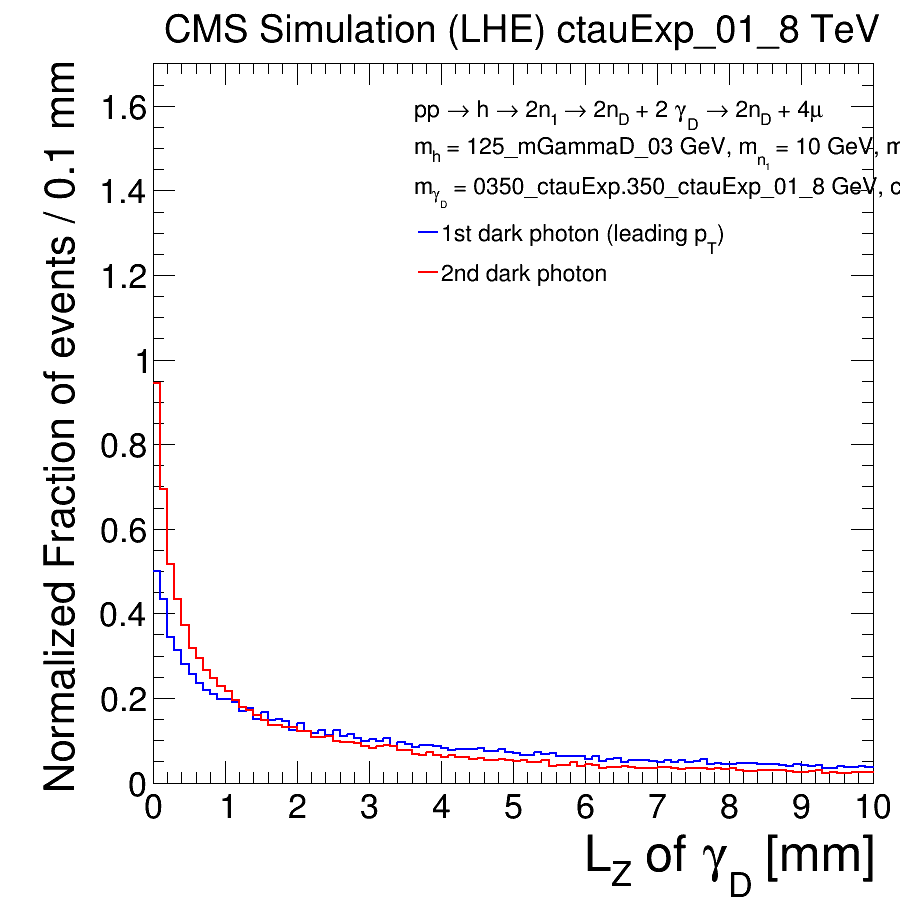 CMS Simulation (LHE) ctauExp_01_8 TeV
Normalized Fraction of events / 0.1 mm
pp → h → 2n1 → 2nD + 2 γD → 2nD + 4μ
mh = 125_mGammaD_03 GeV, mn1 = 10 GeV, m
mγD = 0350_ctauExp.350_ctauExp_01_8 GeV, c
1st dark photon (leading pT)
2nd dark photon
1.6
1.4
1.2
1
0.8
0.6
0.4
0.2
0
0 1 2 3 4 5 6 7 8 9 10
LZ of γD [mm]